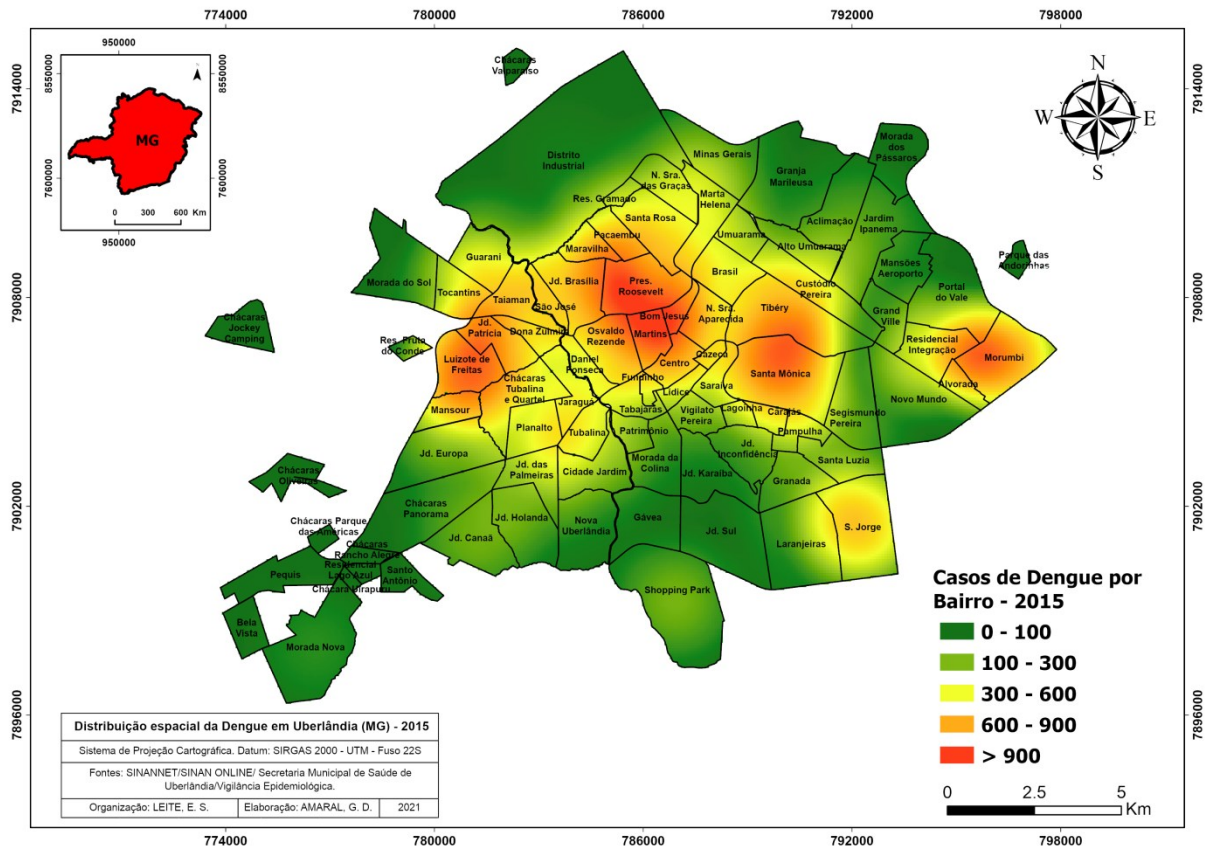 774000 780000 786000 792000 798000
950000
8550000 8550000
MG
7600000 7600000
0 300 600 Km
950000
7914000 7914000
7908000 7908000
7902000 7902000
7896000 7896000
N
W E
S
Chácaras
Valparaíso
Distrito
Industrial
Minas Gerais
Morada
dos
Pássaros
Granja
Marileusa
N. Sra.
das Graças
Res. Gramado
Marta
Helena
Santa Rosa
Aclimação
Jardim
Ipanema
Pacaembu
Umuarama
Alto Umuarama
Maravilha
Guarani
Mansões
Aeroporto
Parque das
Andorinhas
Brasil
Morada do Sol
Tocantins
Jd. Brasília
Pres.
Roosevelt
Custódio
Pereira
Portal
do Vale
Taiaman
São José
Tibéry
Chácaras
Jockey
Camping
Bom Jesus
N. Sra.
Aparecida
Grand
Ville
Jd.
Patrícia
Dona Zulmira
Osvaldo
Rezende
Martins
Res. Fruta
do Conde
Residencial
Integração
Morumbi
Luizote de
Freitas
Daniel
Fonseca
Centro
Cazeca
Santa Mônica
Fundinho
Alvorada
Chácaras
Tubalina
e Quartel
Saraiva
Lídice
Novo Mundo
Jaraguá
Mansour
Tabajaras
Vigilato
Pereira
Lagoinha
Carajás
Segismundo
Pereira
Planalto
Tubalina
Patrimônio
Pampulha
Jd. Europa
Morada da
Colina
Jd.
Inconfidência
Santa Luzia
Jd. das
Palmeiras
Cidade Jardim
Jd. Karaíba
Granada
Chácaras
Oliveiras
Chácaras
Panorama
Jd. Holanda
Nova
Uberlândia
Gávea
Jd. Sul
S. Jorge
Chácaras Parque
das Américas
Jd. Canaã
Laranjeiras
Chácaras
Rancho Alegre
Residencial
Lago Azul
Santo
Antônio
Pequis
Chácara Uirapuru
Shopping Park
Bela
Vista
Morada Nova
Casos de Dengue por
Bairro - 2015
0 - 100
100 - 300
300 - 600
600 - 900
> 900
0 2.5 5
Km
Distribuição espacial da Dengue em Uberlândia (MG) - 2015
Sistema de Projeção Cartográfica. Datum: SIRGAS 2000 - UTM - Fuso 22S
Fontes: SINANNET/SINAN ONLINE/ Secretaria Municipal de Saúde de
Uberlândia/Vigilância Epidemiológica.
Organização: LEITE, E. S. Elaboração: AMARAL, G. D. 2021
774000 780000 786000 792000 798000